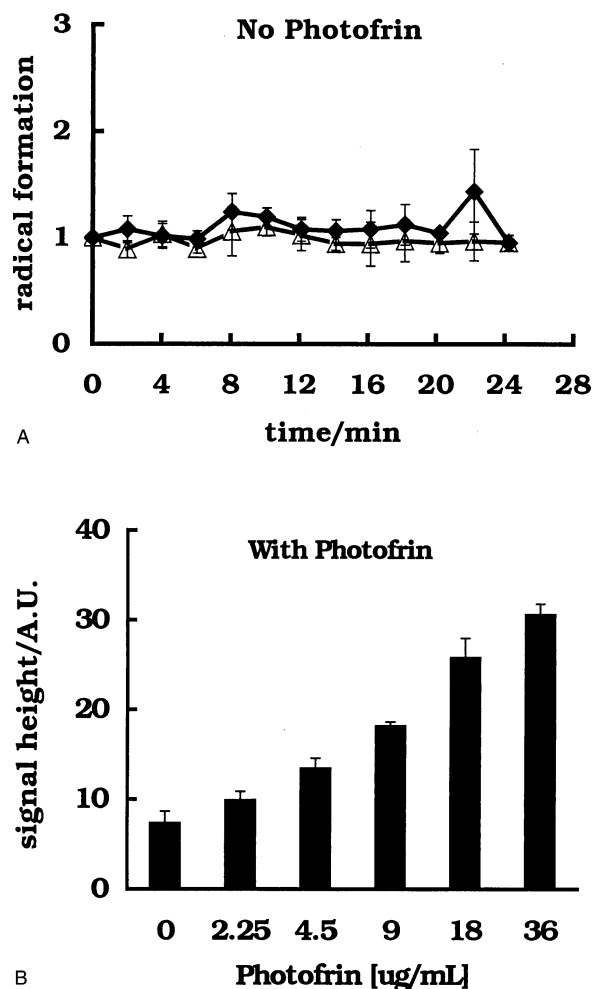 No Photofrin
3
2
1
0
radical formation
0 4 8 12 16 20 24 28
time/min
A
With Photofrin
40
30
20
10
0
signal height/A.U.
0 2.25 4.5 9 18 36
Photofrin [ug/mL]
B